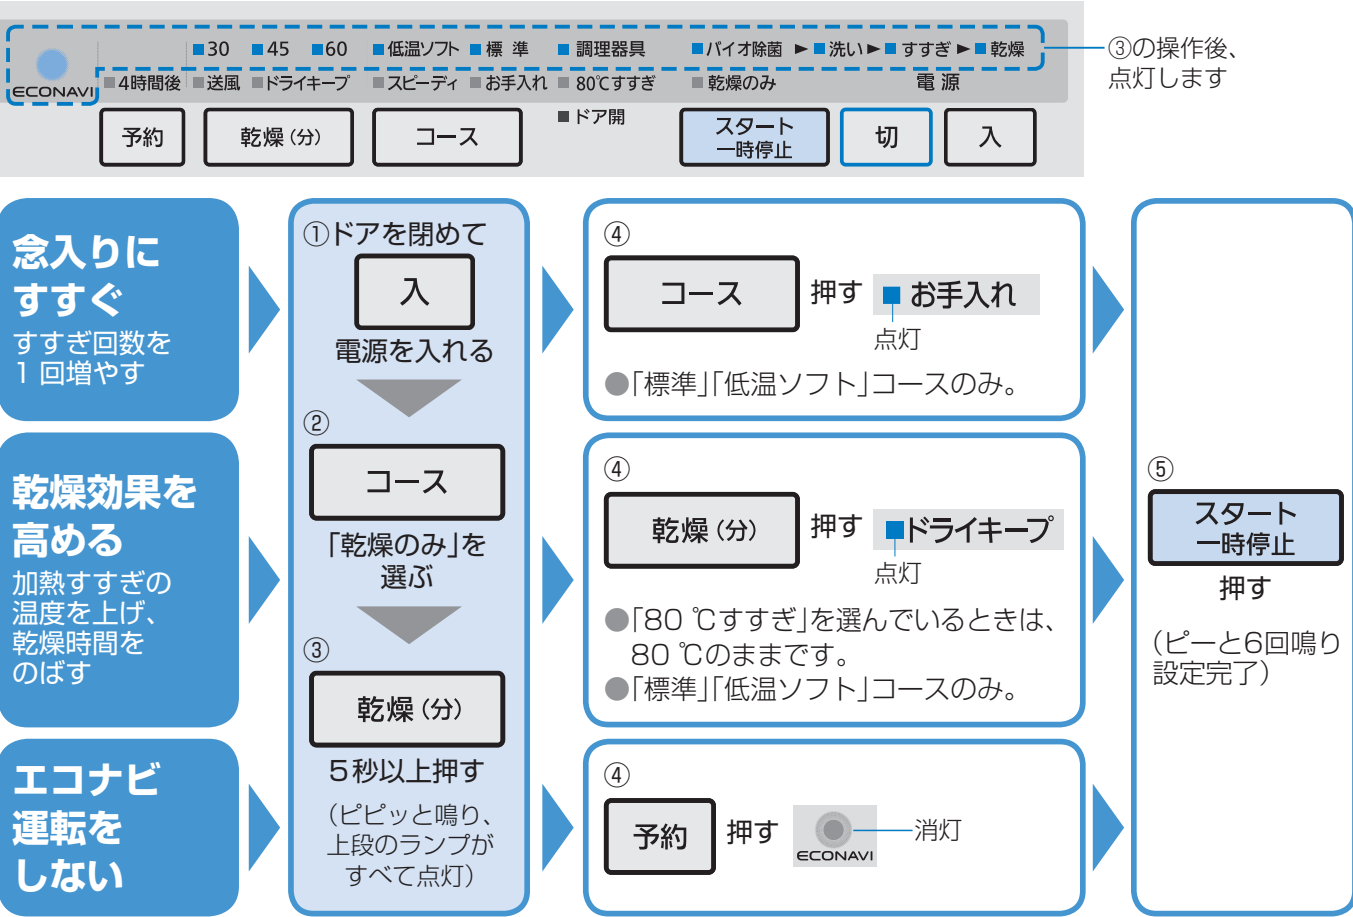 ■30 ■45 ■60 ■低温ソフト ■標 準 ■調理器具 ■バイオ除菌 ▶ ■洗い ▶ ■すすぎ ▶ ■乾燥
ECONAVI ■4時間後 ■送風 ■ドライキープ ■スピーディ ■お手入れ ■80℃すすぎ ■乾燥のみ 電 源
■ドア開
予約 乾燥(分) コース スタート 一時停止 切 入
③の操作後、
点灯します
念入りに
すすぐ
すすぎ回数を
1 回増やす
乾燥効果を
高める
加熱すすぎの
温度を上げ、
乾燥時間を
のばす
エコナビ
運転を
しない
①ドアを閉めて
入
電源を入れる
②
コース
「乾燥のみ」を
選ぶ
③
乾燥(分)
5秒以上押す
(ピピッと鳴り、
上段のランプが
すべて点灯)
④
コース 押す ■お手入れ
点灯
●「標準」「低温ソフト」コースのみ。
④
乾燥(分) 押す ■ドライキープ
点灯
●「80 ℃すすぎ」を選んでいるときは、
80 ℃のままです。
●「標準」「低温ソフト」コースのみ。
④
予約 押す ECONAVI 消灯
⑤
スタート
一時停止
押す
(ピーと6回鳴り
設定完了)